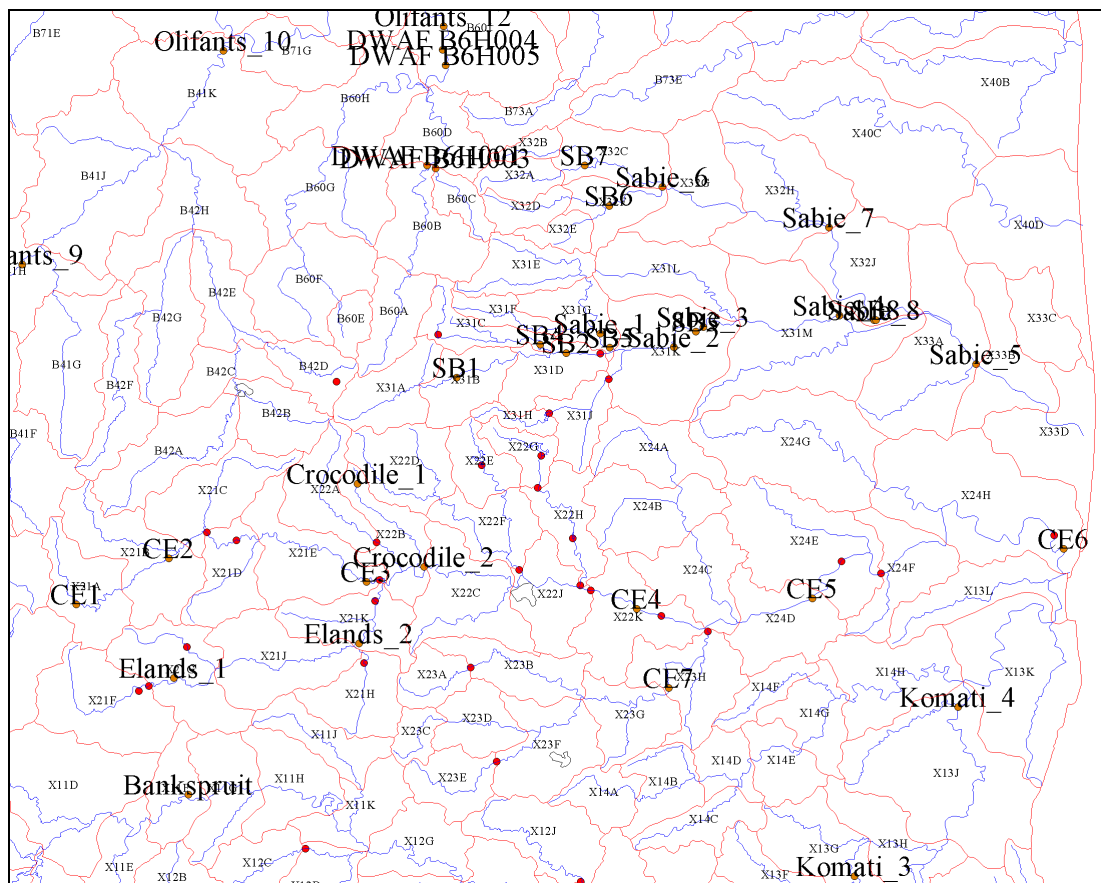 Olifants_12
B71E
Olifants_10
B71G
DWAF B6H004
DWAF B6H005
B73E
X40B
B41K
B60H
B73A
X40C
B60D
X32B
X32C
SB7
B41J
X32A
B60G
B60C
Sabie_6
X32G
X32H
B42H
X32D
SB6
X32E
B60B
Sabie_7
X40D
ants_9
X31E
X31L
X32J
B60F
B42E
B42G
B60E
B60A
X31F
X31G
X31C
Sabie_1
Sabie_3
X33C
X31M
X33A
SB2
Sabie_2
X31K
Sabie_5
B41G
B42F
B42C
B42D
X31A
SB1
X31B
X31D
B42B
X31H
X31J
B41F
X33D
B42A
X22D
X22E
X22G
X24A
X24G
Crocodile_1
X21C
X22A
X24H
X22F
X22H
X24B
X22B
X24E
CE6
CE2
X21B
X21E
Crocodile_2
X21D
CE3
X24C
X24F
X21A
X22C
X22J
CE5
X13L
CE1
CE4
X21K
X22K
X24D
Elands_2
X21J
X23B
Elands_1
X23A
X14H
X13K
X21F
X21H
CE7
X23H
X14F
Komati_4
X23G
X14G
X23D
X11J
X23C
X23F
X14D
X14E
X11D
X11H
X23E
X14B
X13J
Bankspruit
X14A
X11K
X14C
X12J
X12G
X13G
X13H
X11E
X12C
X12B
Komati_3
X13F